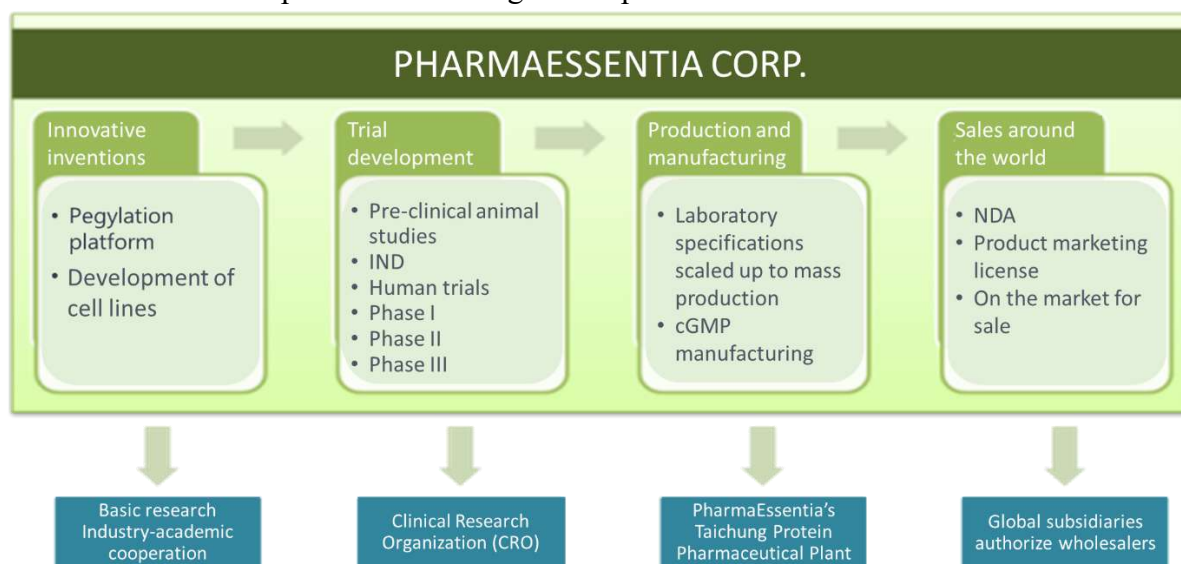 PHARMAESSENTIA CORP.
Innovative
inventions
• Pegylation
platform
• Development of
cell lines
Trial
development
• Pre-clinical animal
studies
• IND
• Human trials
• Phase I
• Phase II
• Phase III
Production and
manufacturing
• Laboratory
specifications
scaled up to mass
production
• cGMP
manufacturing
Sales around
the world
• NDA
• Product marketing
license
• On the market for
sale
Basic research
Industry-academic
cooperation
Clinical Research
Organization (CRO)
PharmaEssentia's
Taichung Protein
Pharmaceutical Plant
Global subsidiaries
authorize wholesalers